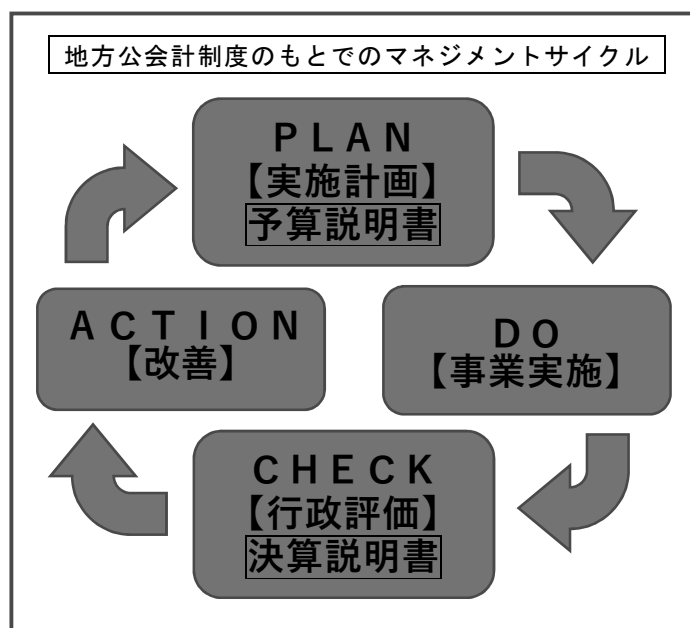 地方公会計制度のもとでのマネジメントサイクル
ＰＬＡＮ
【実施計画】
予算説明書
ＤＯ
【事業実施】
ＣＨＥＣＫ
【行政評価】
決算説明書
ＡＣＴＩＯＮ
【改善】